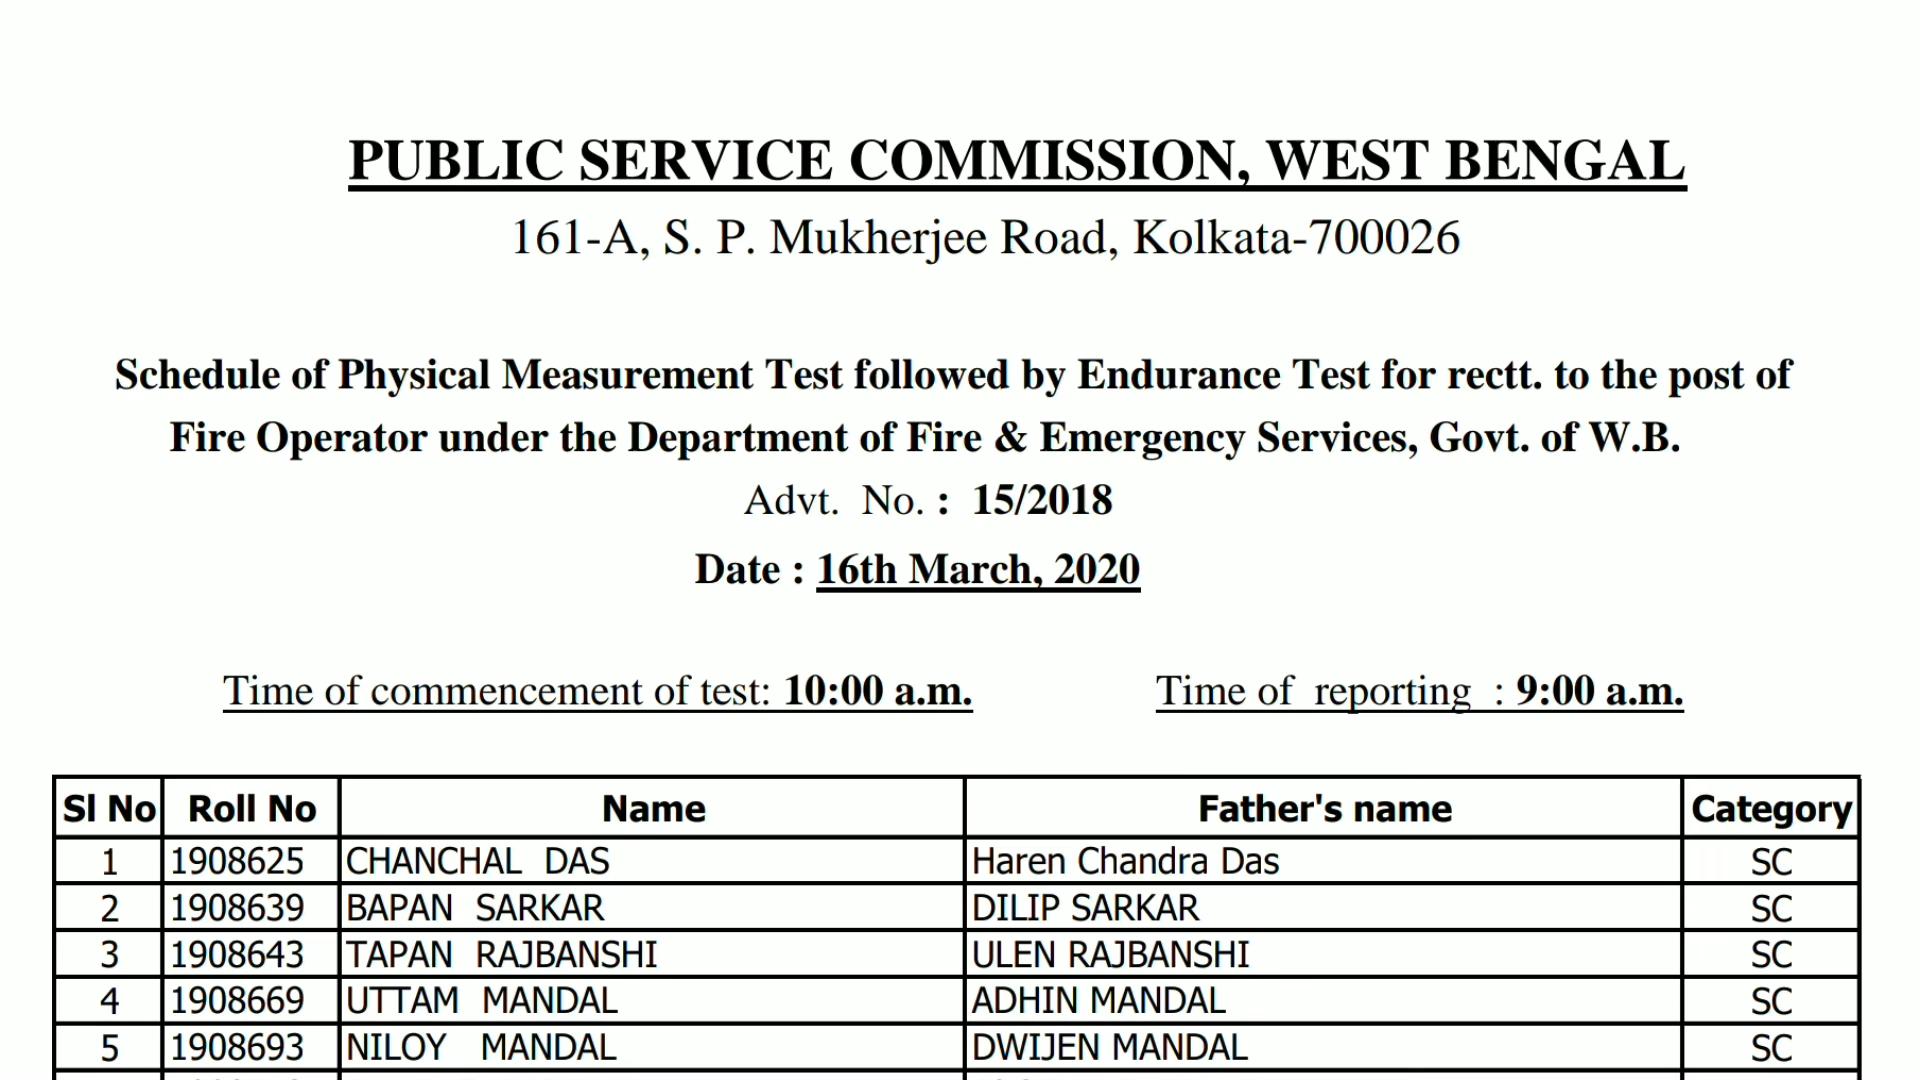 PUBLIC SERVICE COMMISSION, WEST BENGAL
161-A, S. P. Mukherjee Road, Kolkata-700026
Schedule of Physical Measurement Test followed by Endurance Test for rectt. to the post of
Fire Operator under the Department of Fire & Emergency Services, Govt. of W.B.
Advt. No. : 15/2018
Date : 16th March, 2020
Time of commencement of test: 10:00 a.m. Time of reporting : 9:00 a.m.
Sl No Roll No Name Father's name Category
1 1908625 CHANCHAL DAS Haren Chandra Das SC
2 1908639 BAPAN SARKAR DILIP SARKAR SC
3 1908643 TAPAN RAJBANSHI ULEN RAJBANSHI SC
4 1908669 UTTAM MANDAL ADHIN MANDAL SC
5 1908693 NILOY MANDAL DWIJEN MANDAL SC